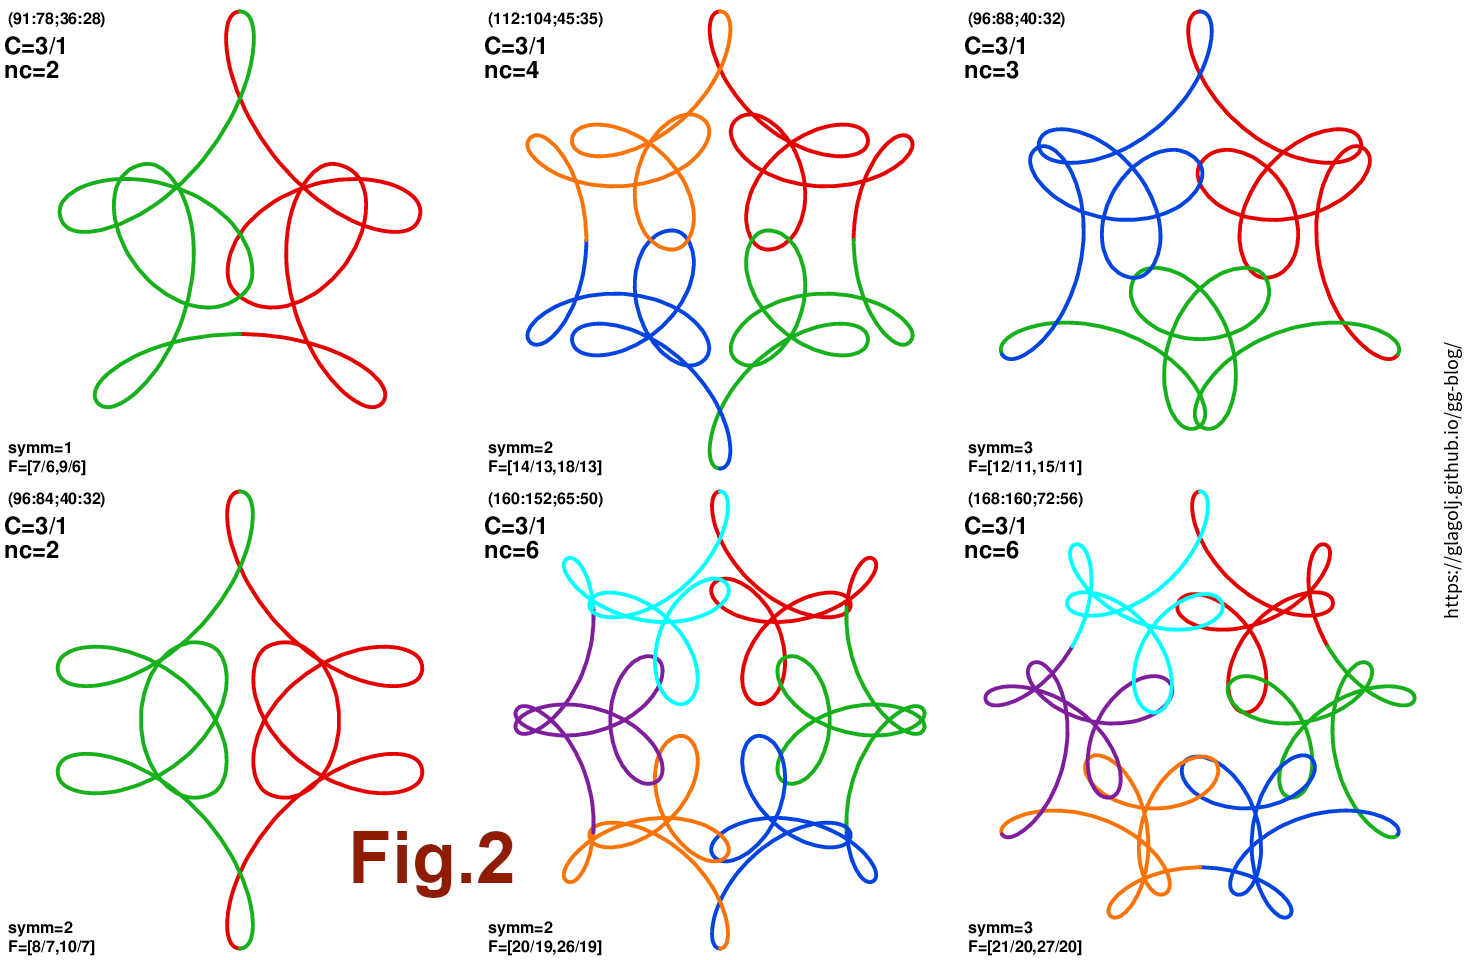 (91:78;36:28)
C=3/1
nc=2
symm=1
F=[7/6,9/6]
(112:104;45:35)
C=3/1
nc=4
symm=2
F=[14/13,18/13]
(96:88;40:32)
C=3/1
nc=3
symm=3
F=[12/11,15/11]
(96:84;40:32)
C=3/1
nc=2
symm=2
F=[8/7,10/7]
(160:152;65:50)
C=3/1
nc=6
symm=2
F=[20/19,26/19]
(168:160;72:56)
C=3/1
nc=6
symm=3
F=[21/20,27/20]
Fig.2
https://glagolj.github.io/gg-blog/